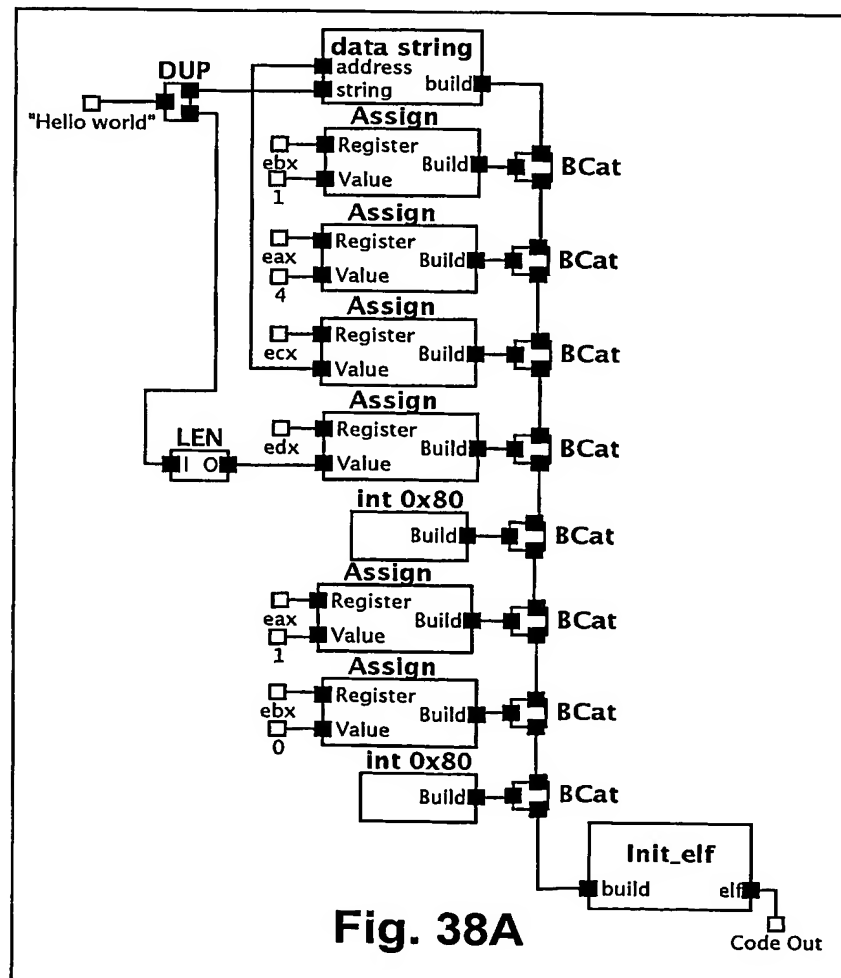 data string
DUP
address
build
string
"Hello world"
Assign
Register
ebx
Build
BCat
Value
1
Assign
Register
eax
Build
BCat
Value
4
Assign
Register
ecx
Build
BCat
Value
Assign
LEN
Register
edx
Build
BCat
I O
Value
int 0x80
Build
BCat
Assign
Register
eax
Build
BCat
Value
1
Assign
Register
ebx
Build
BCat
Value
0
int 0x80
Build
BCat
Init_elf
build
elf
Fig. 38A
Code Out